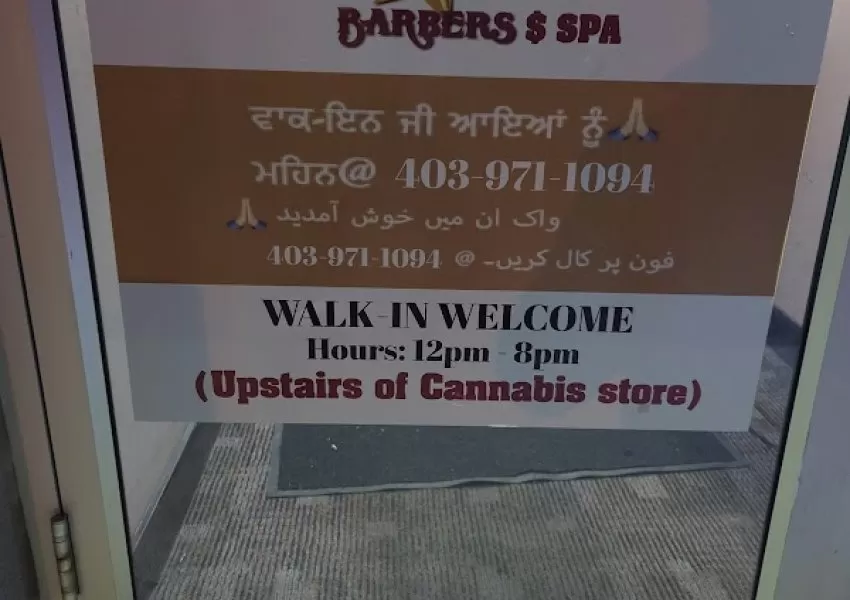 BARBERS $ SPA
ਵਾਕ-ਇਨ ਜੀ ਆਇਆਂ ਨੂੰ🙏
ਮਹਿਨ@ 403-971-1094
واک ان میں خوش آمدید 🙏
فون پر کال کریں۔ @ 403-971-1094
WALK-IN WELCOME
Hours: 12pm - 8pm
(Upstairs of Cannabis store)